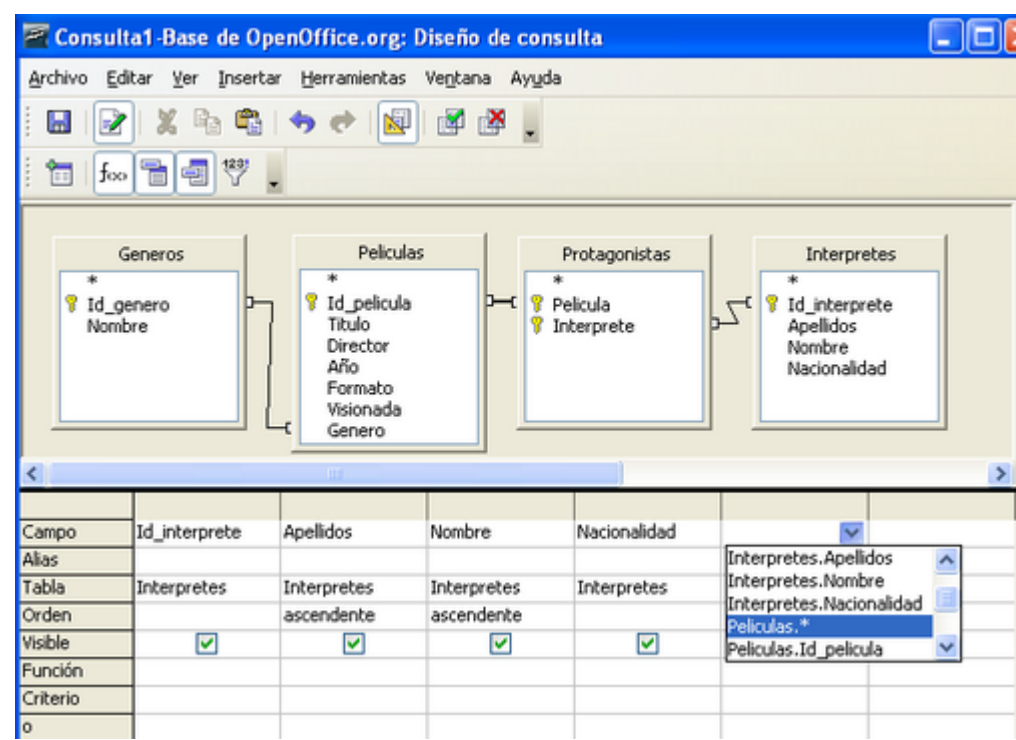 Consulta1-Base de OpenOffice.org: Diseño de consulta
Archivo Editar Ver Insertar Herramientas Ventana Ayuda
f(x) 123!
Generos
*
Id_genero
Nombre
Peliculas
*
Id_pelicula
Titulo
Director
Año
Formato
Visionada
Genero
Protagonistas
*
Pelicula
Interprete
Interpretes
*
Id_interprete
Apellidos
Nombre
Nacionalidad
Campo Id_interprete Apellidos Nombre Nacionalidad
Alias
Tabla Interpretes Interpretes Interpretes Interpretes
Orden ascendente ascendente
Visible
Función
Criterio
o
Interpretes.Apellidos
Interpretes.Nombre
Interpretes.Nacionalidad
Peliculas.*
Peliculas.Id_pelicula